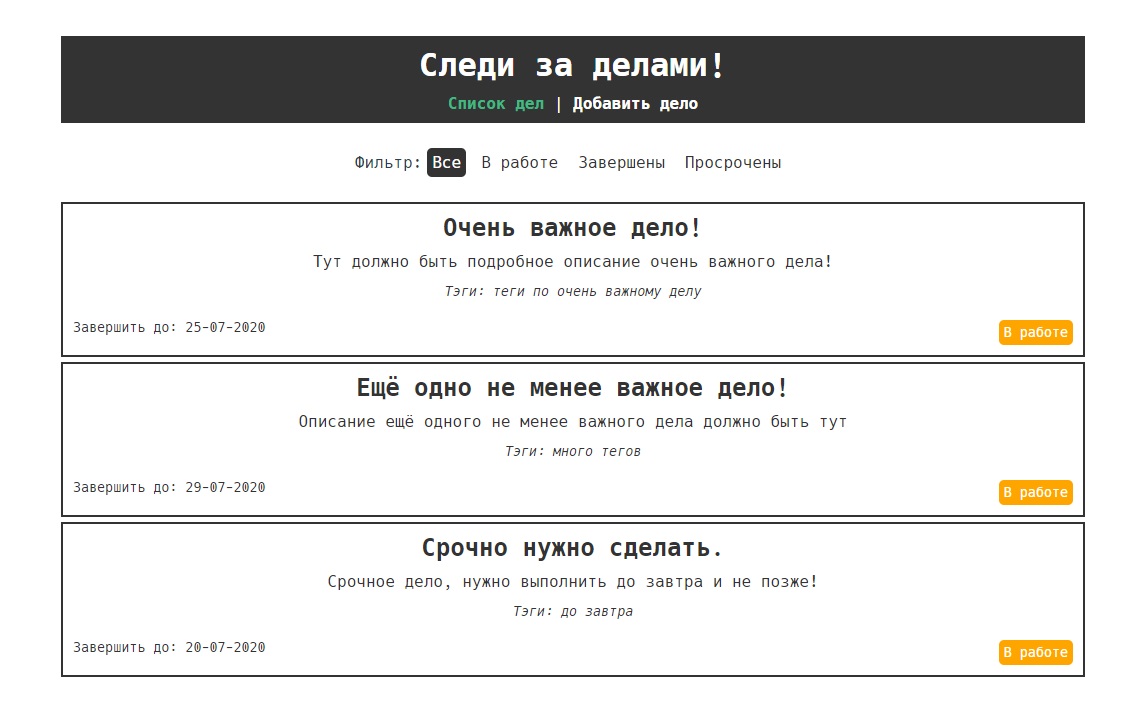 Следи за делами!
Список дел | Добавить дело
Фильтр: Все В работе Завершены Просрочены
Очень важное дело!
Тут должно быть подробное описание очень важного дела!
Тэги: теги по очень важному делу
Завершить до: 25-07-2020 В работе
Ещё одно не менее важное дело!
Описание ещё одного не менее важного дела должно быть тут
Тэги: много тегов
Завершить до: 29-07-2020 В работе
Срочно нужно сделать.
Срочное дело, нужно выполнить до завтра и не позже!
Тэги: до завтра
Завершить до: 20-07-2020 В работе